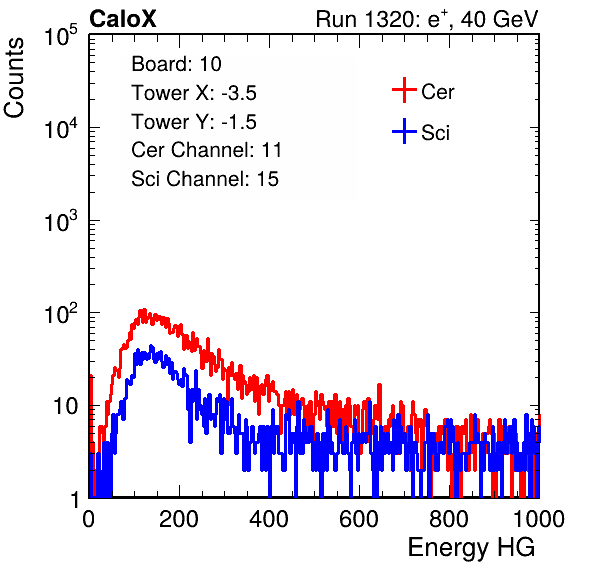 CaloX
Run 1320: e+, 40 GeV
Counts
Board: 10
Tower X: -3.5
Tower Y: -1.5
Cer Channel: 11
Sci Channel: 15
Cer
Sci
10^5
10^4
10^3
10^2
10
1
0 200 400 600 800 1000
Energy HG